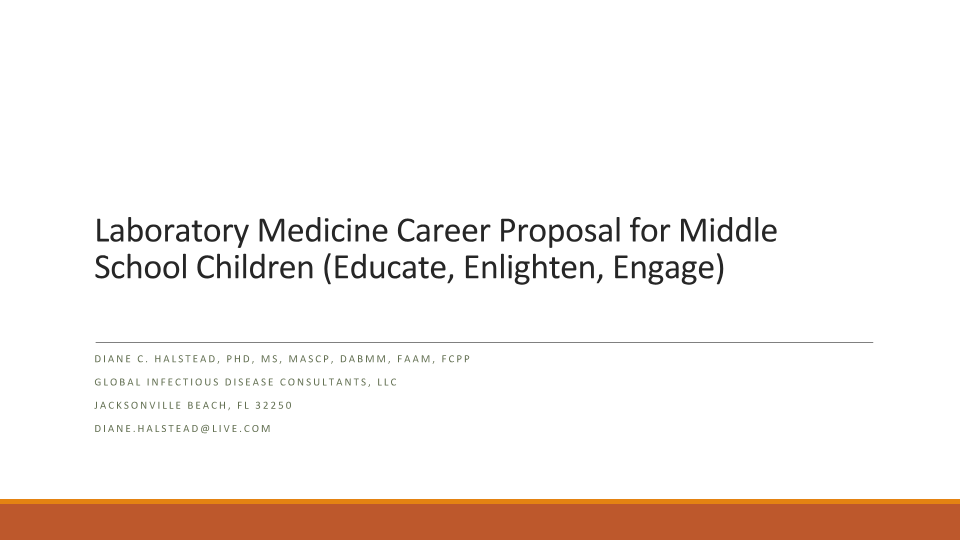 Laboratory Medicine Career Proposal for Middle
School Children (Educate, Enlighten, Engage)
DIANE C. HALSTEAD, PHD, MS, MASCP, DABMM, FAAM, FCPP
GLOBAL INFECTIOUS DISEASE CONSULTANTS, LLC
JACKSONVILLE BEACH, FL 32250
DIANE.HALSTEAD@LIVE.COM